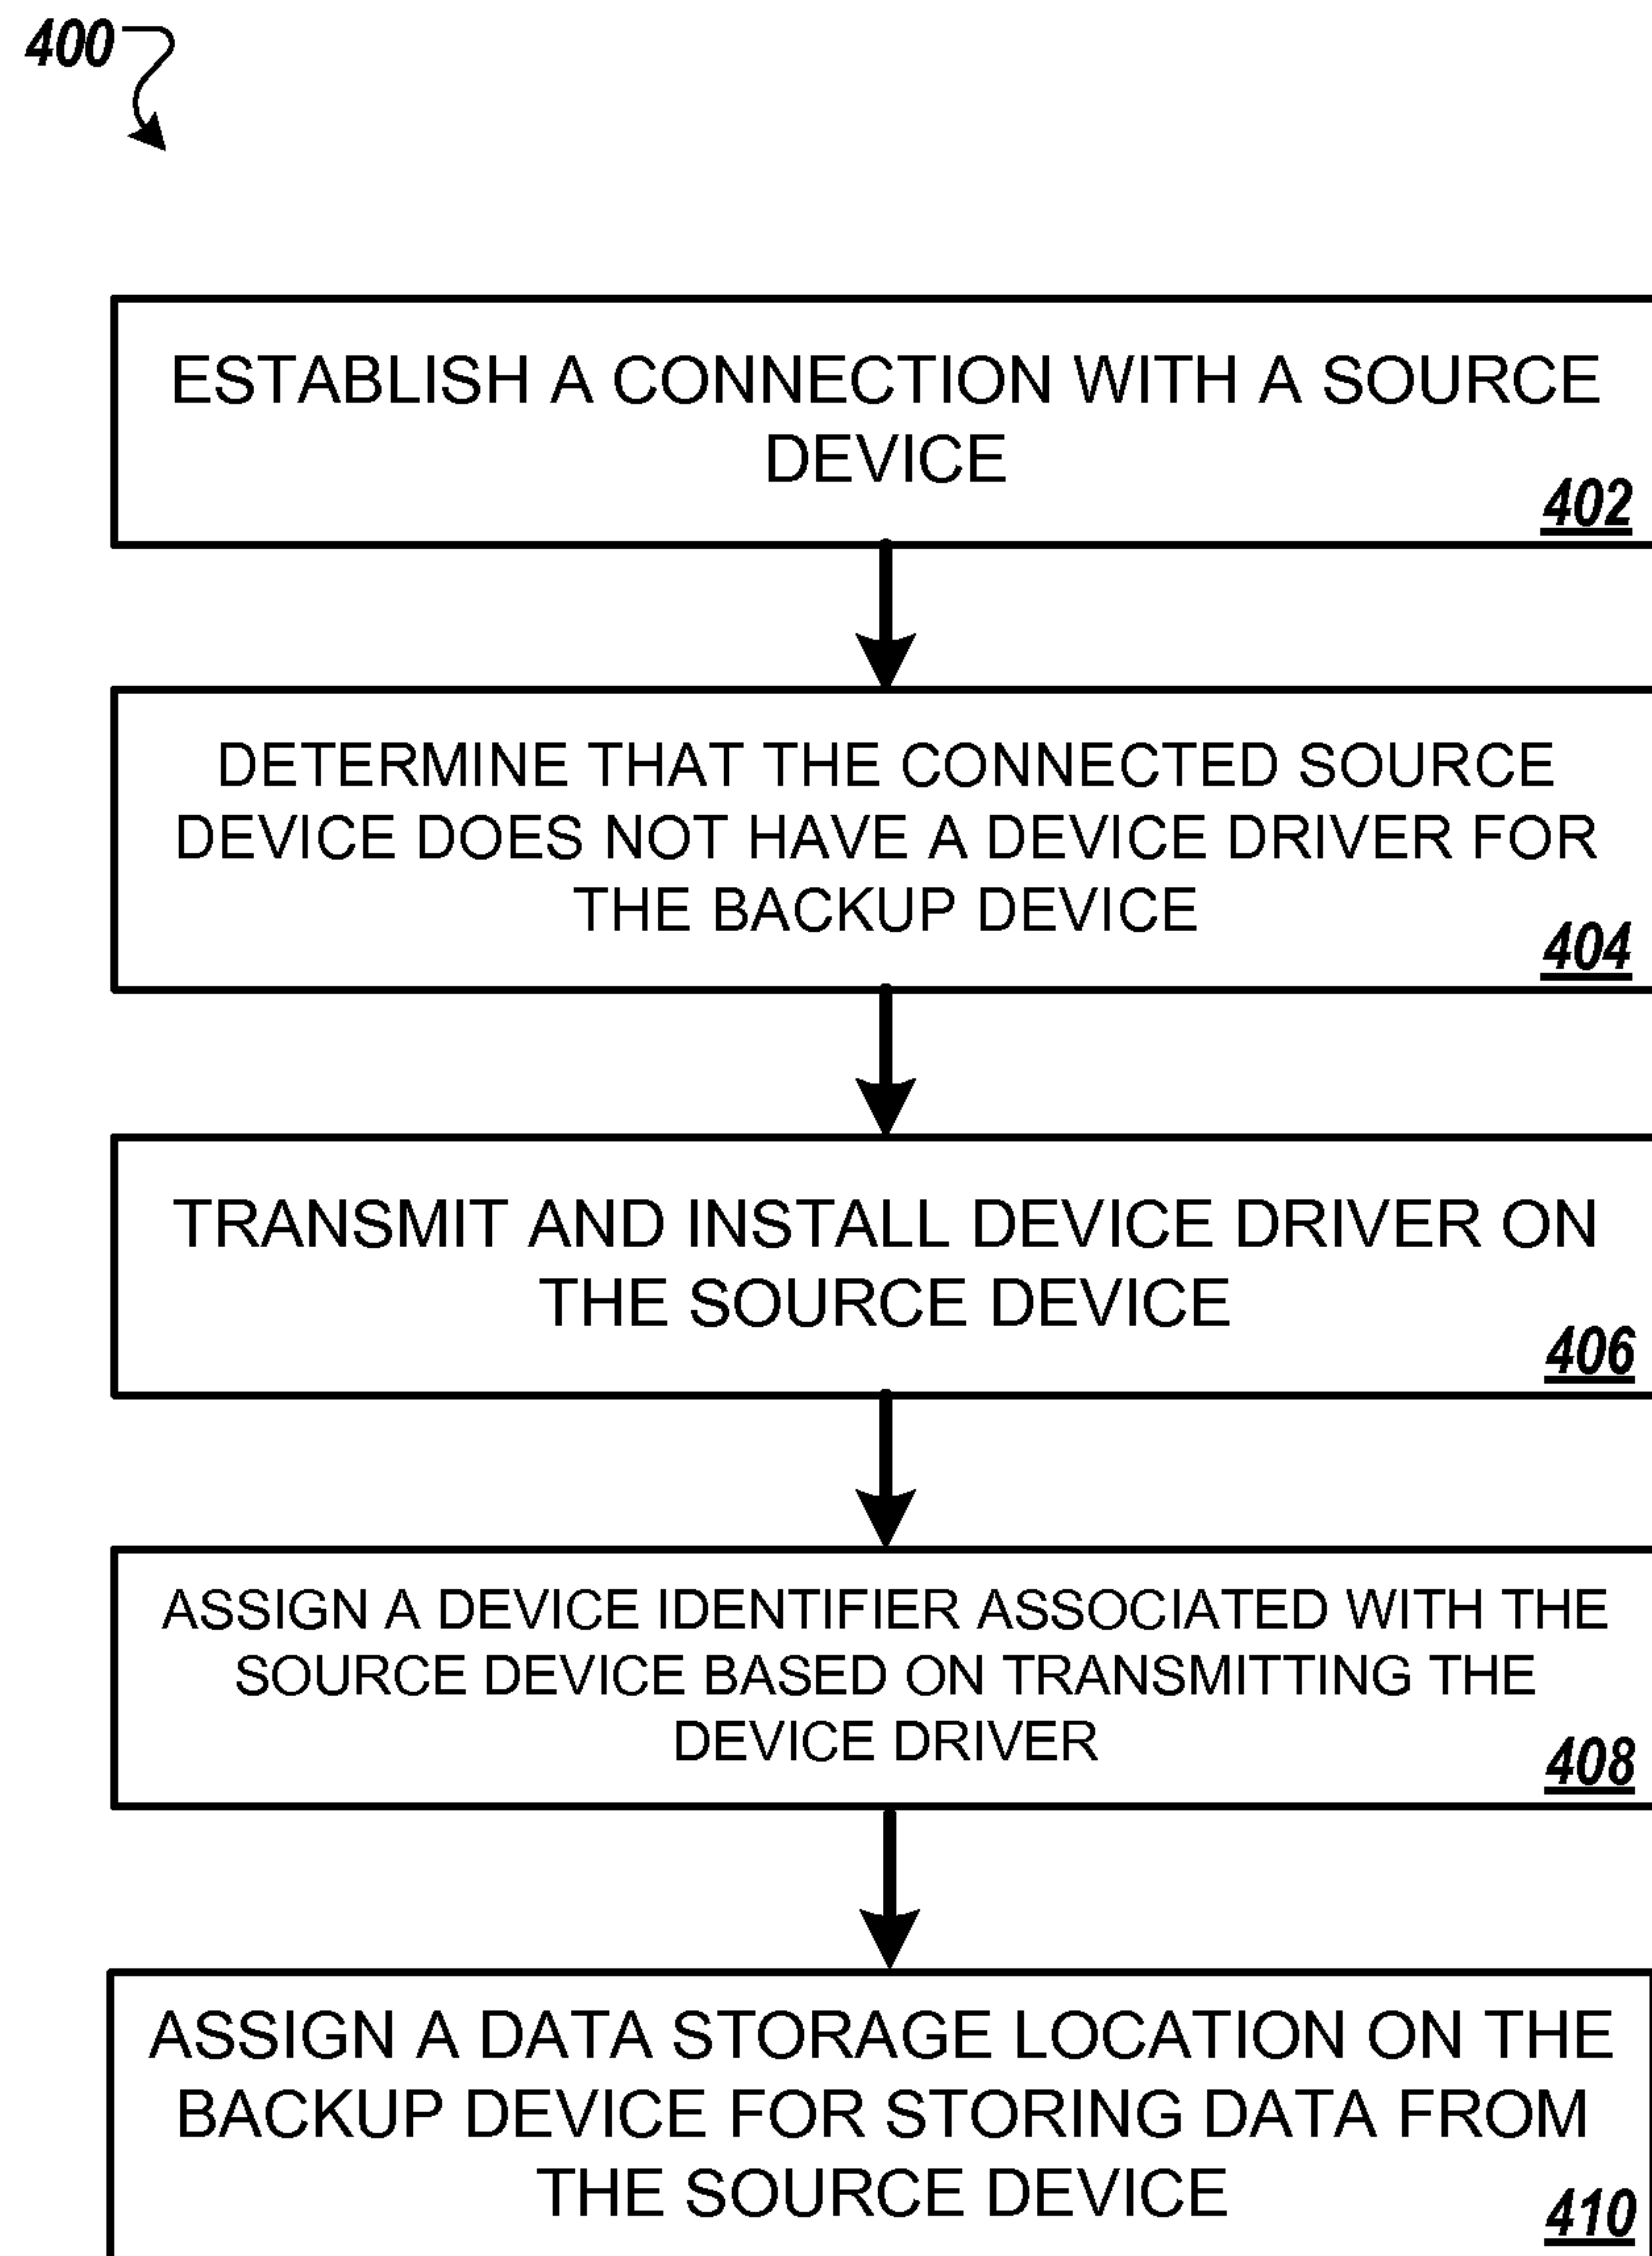 400
ESTABLISH A CONNECTION WITH A SOURCE
DEVICE
402
DETERMINE THAT THE CONNECTED SOURCE
DEVICE DOES NOT HAVE A DEVICE DRIVER FOR
THE BACKUP DEVICE
404
TRANSMIT AND INSTALL DEVICE DRIVER ON
THE SOURCE DEVICE
406
ASSIGN A DEVICE IDENTIFIER ASSOCIATED WITH THE
SOURCE DEVICE BASED ON TRANSMITTING THE
DEVICE DRIVER
408
ASSIGN A DATA STORAGE LOCATION ON THE
BACKUP DEVICE FOR STORING DATA FROM
THE SOURCE DEVICE
410